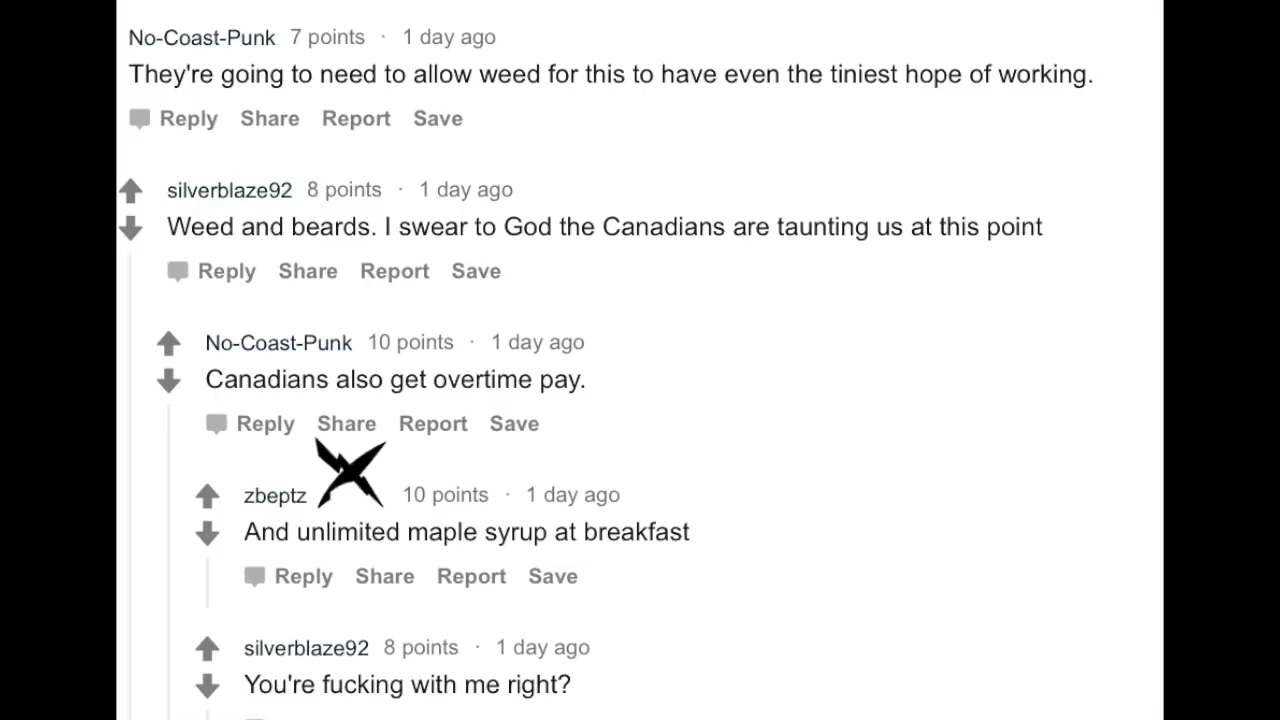 No-Coast-Punk 7 points · 1 day ago
They're going to need to allow weed for this to have even the tiniest hope of working.
Reply Share Report Save
silverblaze92 8 points · 1 day ago
Weed and beards. I swear to God the Canadians are taunting us at this point
Reply Share Report Save
No-Coast-Punk 10 points · 1 day ago
Canadians also get overtime pay.
Reply Share Report Save
zbeptz 10 points · 1 day ago
And unlimited maple syrup at breakfast
Reply Share Report Save
silverblaze92 8 points · 1 day ago
You're fucking with me right?